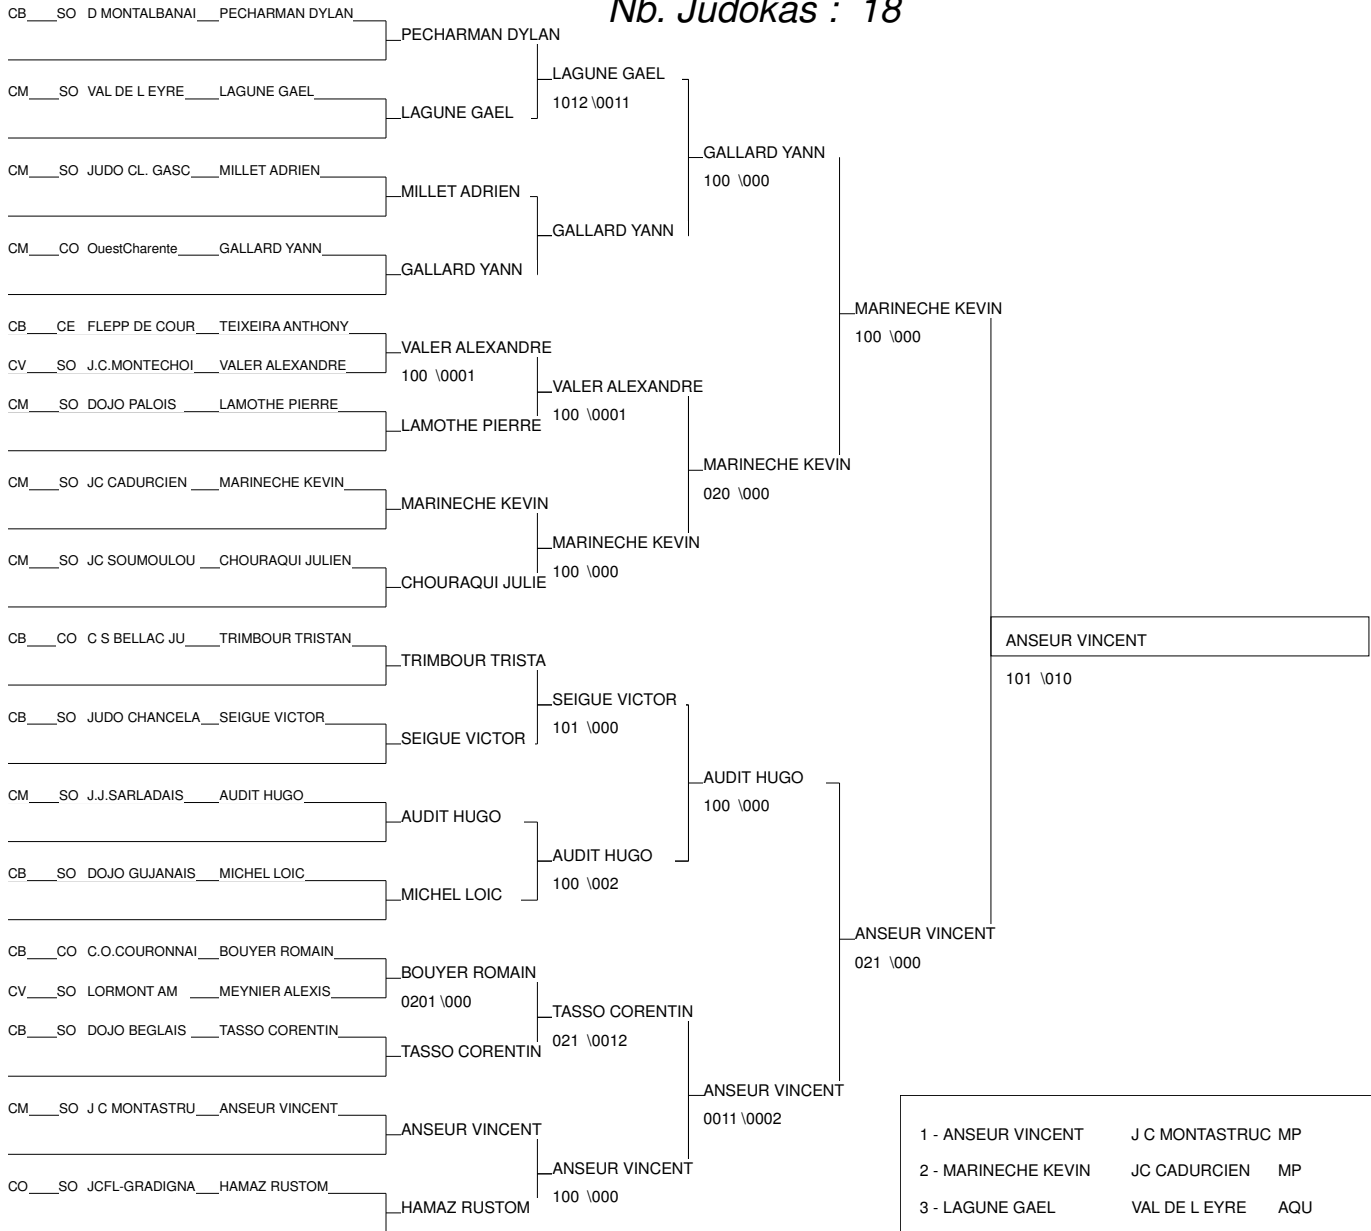 Nb. Judokas : 18
CB SO D MONTALBANAI PECHARMAN DYLAN
PECHARMAN DYLAN
LAGUNE GAEL
1012 \0011
CM SO VAL DE L EYRE LAGUNE GAEL
LAGUNE GAEL
GALLARD YANN
100 \000
CM SO JUDO CL. GASC MILLET ADRIEN
MILLET ADRIEN
GALLARD YANN
CM CO OuestCharente GALLARD YANN
GALLARD YANN
MARINECHE KEVIN
100 \000
CB CE FLEPP DE COUR TEIXEIRA ANTHONY
VALER ALEXANDRE
100 \0001
CV SO J.C.MONTECHOI VALER ALEXANDRE
VALER ALEXANDRE
100 \0001
CM SO DOJO PALOIS LAMOTHE PIERRE
LAMOTHE PIERRE
MARINECHE KEVIN
020 \000
CM SO JC CADURCIEN MARINECHE KEVIN
MARINECHE KEVIN
MARINECHE KEVIN
100 \000
CM SO JC SOUMOULOU CHOURAQUI JULIEN
CHOURAQUI JULIE
CB CO C S BELLAC JU TRIMBOUR TRISTAN
ANSEUR VINCENT
101 \010
TRIMBOUR TRISTA
SEIGUE VICTOR
101 \000
CB SO JUDO CHANCELA SEIGUE VICTOR
SEIGUE VICTOR
AUDIT HUGO
100 \000
CM SO J.J.SARLADAIS AUDIT HUGO
AUDIT HUGO
AUDIT HUGO
100 \002
CB SO DOJO GUJANAIS MICHEL LOIC
MICHEL LOIC
ANSEUR VINCENT
021 \000
CB CO C.O.COURONNAI BOUYER ROMAIN
BOUYER ROMAIN
0201 \000
CV SO LORMONT AM MEYNIER ALEXIS
TASSO CORENTIN
021 \0012
CB SO DOJO BEGLAIS TASSO CORENTIN
TASSO CORENTIN
ANSEUR VINCENT
0011 \0002
CM SO J C MONTASTRU ANSEUR VINCENT
ANSEUR VINCENT
ANSEUR VINCENT
100 \000
CO SO JCFL-GRADIGNA HAMAZ RUSTOM
HAMAZ RUSTOM
1 - ANSEUR VINCENT J C MONTASTRUC MP
2 - MARINECHE KEVIN JC CADURCIEN MP
3 - LAGUNE GAEL VAL DE L EYRE AQU